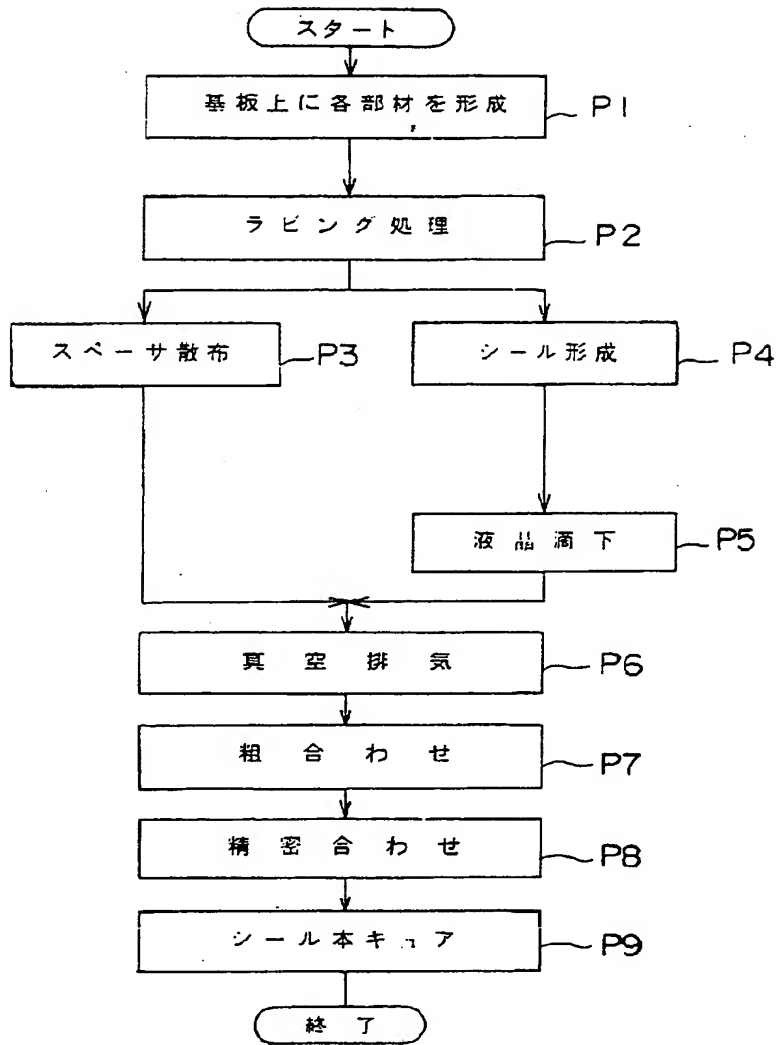 スタート
基板上に各部材を形成
P1
ラビング処理
P2
スペーサ散布
P3
シール形成
P4
液晶滴下
P5
真空排気
P6
粗合わせ
P7
精密合わせ
P8
シール本キュア
P9
終了